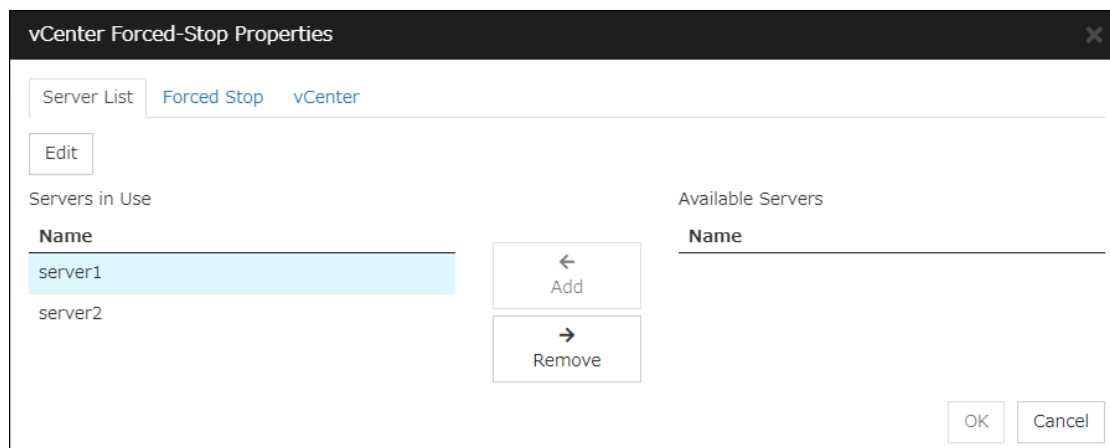 vCenter Forced-Stop Properties
Server List Forced Stop vCenter
Edit
Servers in Use
Name
server1
server2
Add
Remove
Available Servers
Name
OK Cancel